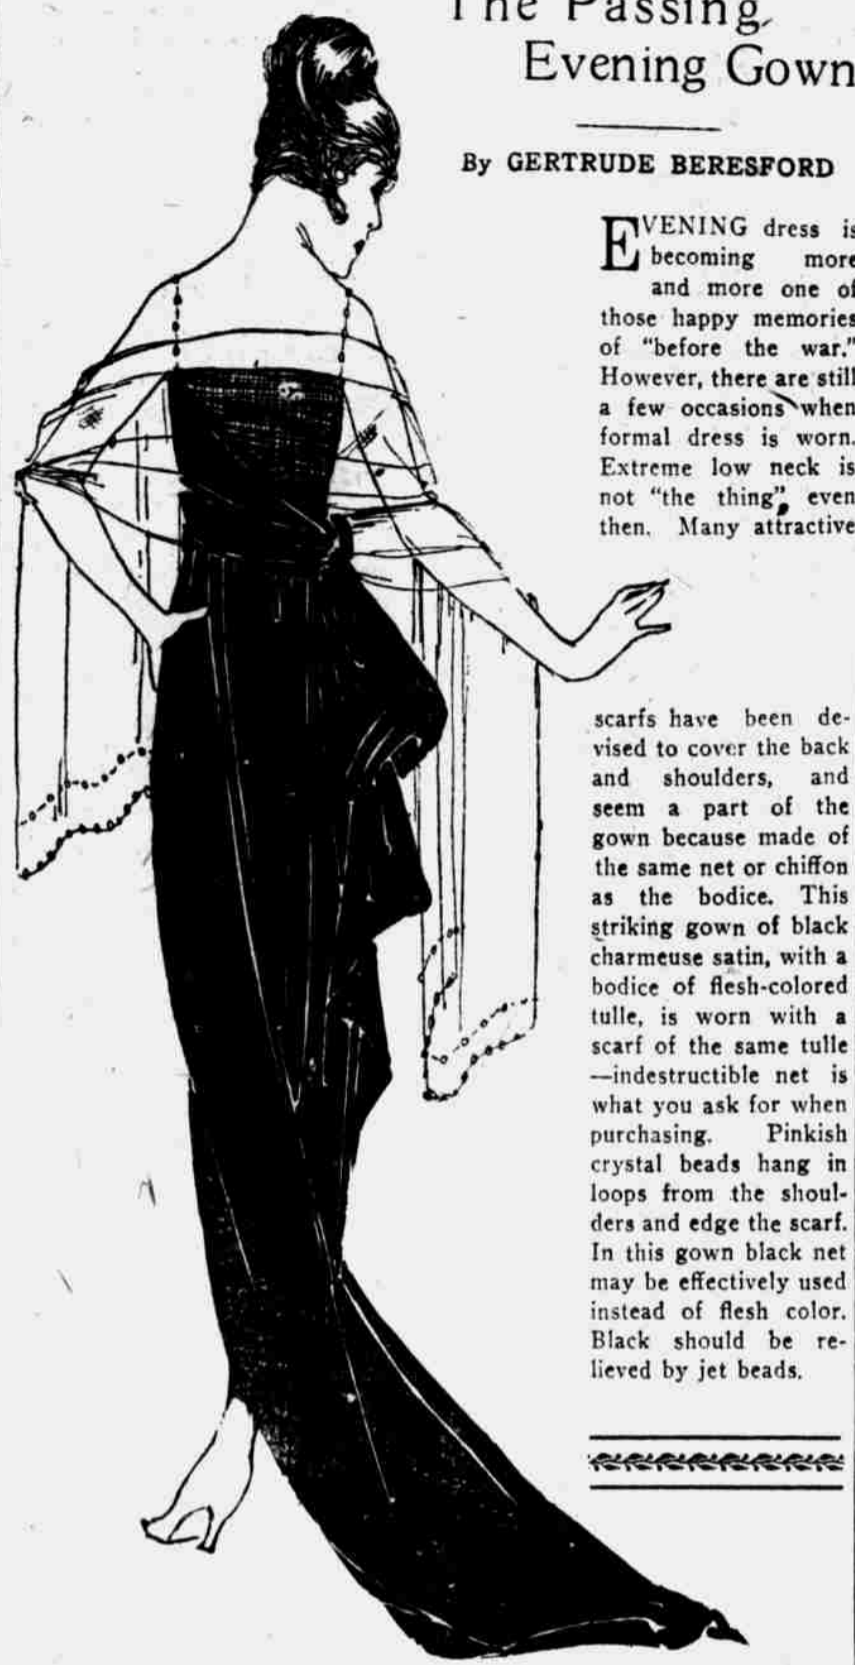 The Passing
Evening Gown
By GERTRUDE BERESFORD
EVENING dress is
becoming more
and more one of
those happy memories
of "before the war."
However, there are still
a few occasions when
formal dress is worn.
Extreme low neck is
not "the thing", even
then. Many attractive
scarfs have been de-
vised to cover the back
and shoulders, and
seem a part of the
gown because made of
the same net or chiffon
as the bodice. This
striking gown of black
charmeuse satin, with a
bodice of flesh-colored
tulle, is worn with a
scarf of the same tulle
—indestructible net is
what you ask for when
purchasing. Pinkish
crystal beads hang in
loops from the shoul-
ders and edge the scarf.
In this gown black net
may be effectively used
instead of flesh color.
Black should be re-
lieved by jet beads.